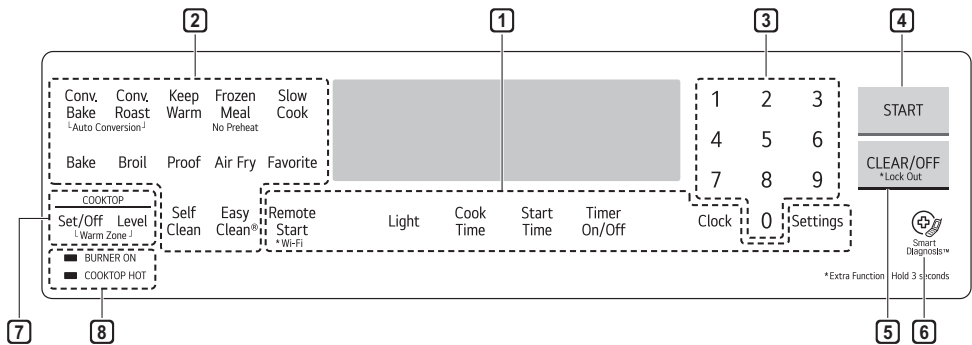 2
1
3
4
Conv. Bake
Conv. Roast
└Auto Conversion┘
Keep Warm
Frozen Meal
No Preheat
Slow Cook
Bake
Broil
Proof
Air Fry
Favorite
COOKTOP
Set/Off
Level
└Warm Zone┘
Self Clean
Easy Clean®
BURNER ON
COOKTOP HOT
Remote Start
*Wi-Fi
Light
Cook Time
Start Time
Timer On/Off
Clock
Settings
1 2 3
4 5 6
7 8 9
0
START
CLEAR/OFF
*Lock Out
Smart Diagnosis™
*Extra Function : Hold 3 seconds
7
8
5
6